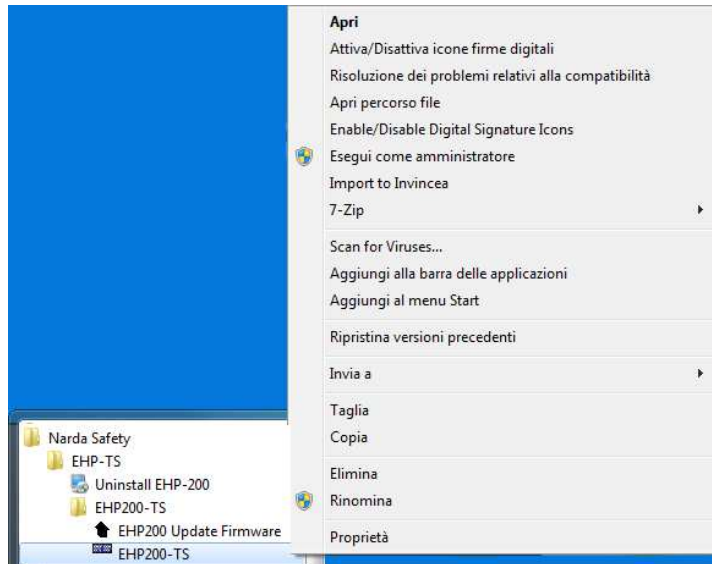 Apri
Attiva/Disattiva icone firme digitali
Risoluzione dei problemi relativi alla compatibilità
Apri percorso file
Enable/Disable Digital Signature Icons
Esegui come amministratore
Import to Invincea
7-Zip
Scan for Viruses...
Aggiungi alla barra delle applicazioni
Aggiungi al menu Start
Ripristina versioni precedenti
Invia a
Taglia
Copia
Elimina
Rinomina
Proprietà
Narda Safety
EHP-TS
Uninstall EHP-200
EHP200-TS
EHP200 Update Firmware
EHP200-TS